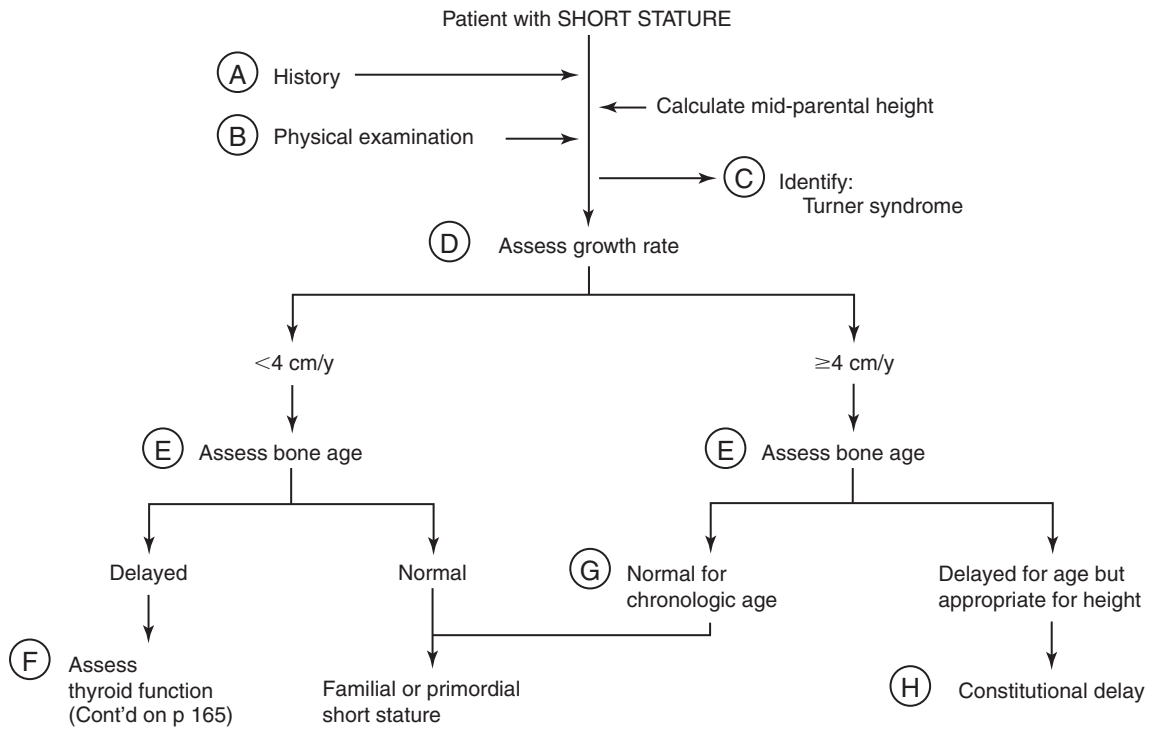 Patient with SHORT STATURE
A History
Calculate mid-parental height
B Physical examination
C Identify:
Turner syndrome
D Assess growth rate
<4 cm/y
≥4 cm/y
E Assess bone age
E Assess bone age
Delayed
Normal
G Normal for
chronologic age
Delayed for age but
appropriate for height
F Assess
thyroid function
(Cont'd on p 165)
Familial or primordial
short stature
H Constitutional delay